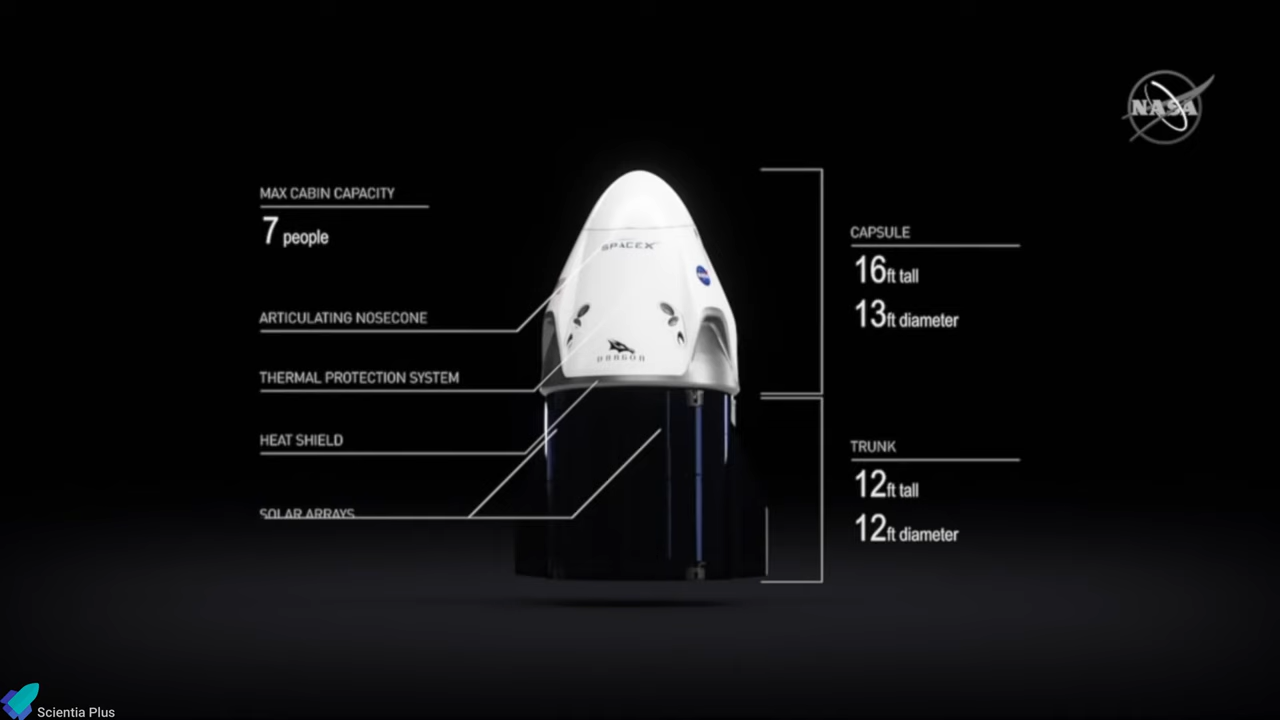 NASA
MAX CABIN CAPACITY
7 people
ARTICULATING NOSECONE
THERMAL PROTECTION SYSTEM
HEAT SHIELD
SOLAR ARRAYS
SPACEX
DRAGON
CAPSULE
16ft tall
13ft diameter
TRUNK
12ft tall
12ft diameter
Scientia Plus